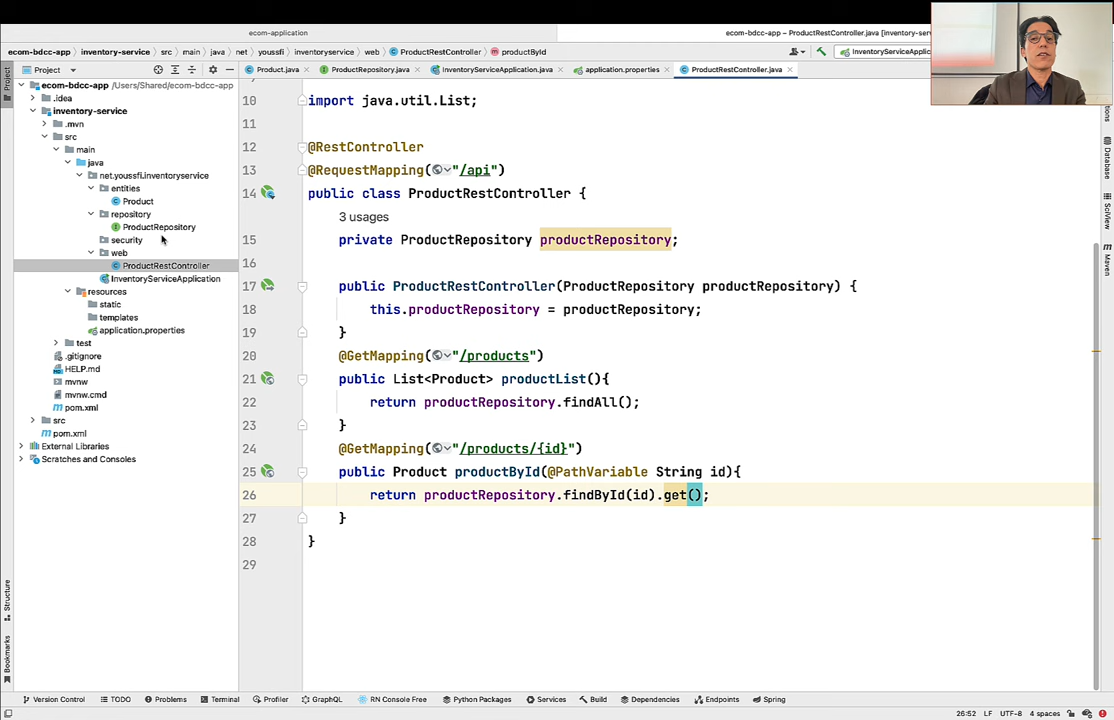 ecom-application
ecom-bdcc-app – ProductRestController.java [inventory-serv
ecom-bdcc-app
inventory-service
src
main
java
net
youssfi
inventoryservice
web
ProductRestController
productById
InventoryServiceApplic
Project
Project
Product.java
ProductRepository.java
InventoryServiceApplication.java
application.properties
ProductRestController.java
ecom-bdcc-app /Users/Shared/ecom-bdcc-app
.idea
inventory-service
.mvn
src
main
java
net.youssfi.inventoryservice
entities
Product
repository
ProductRepository
security
web
ProductRestController
InventoryServiceApplication
resources
static
templates
application.properties
test
.gitignore
HELP.md
mvnw
mvnw.cmd
pom.xml
src
pom.xml
External Libraries
Scratches and Consoles
10 import java.util.List;
11
12 @RestController
13 @RequestMapping("/api")
14 public class ProductRestController {
3 usages
15 private ProductRepository productRepository;
16
17 public ProductRestController(ProductRepository productRepository) {
18 this.productRepository = productRepository;
19 }
20 @GetMapping("/products")
21 public List<Product> productList(){
22 return productRepository.findAll();
23 }
24 @GetMapping("/products/{id}")
25 public Product productById(@PathVariable String id){
26 return productRepository.findById(id).get();
27 }
28 }
29
Database
SciView
Maven
Structure
Bookmarks
Version Control
TODO
Problems
Terminal
Profiler
GraphQL
RN Console Free
Python Packages
Services
Build
Dependencies
Endpoints
Spring
26:52
LF
UTF-8
4 spaces